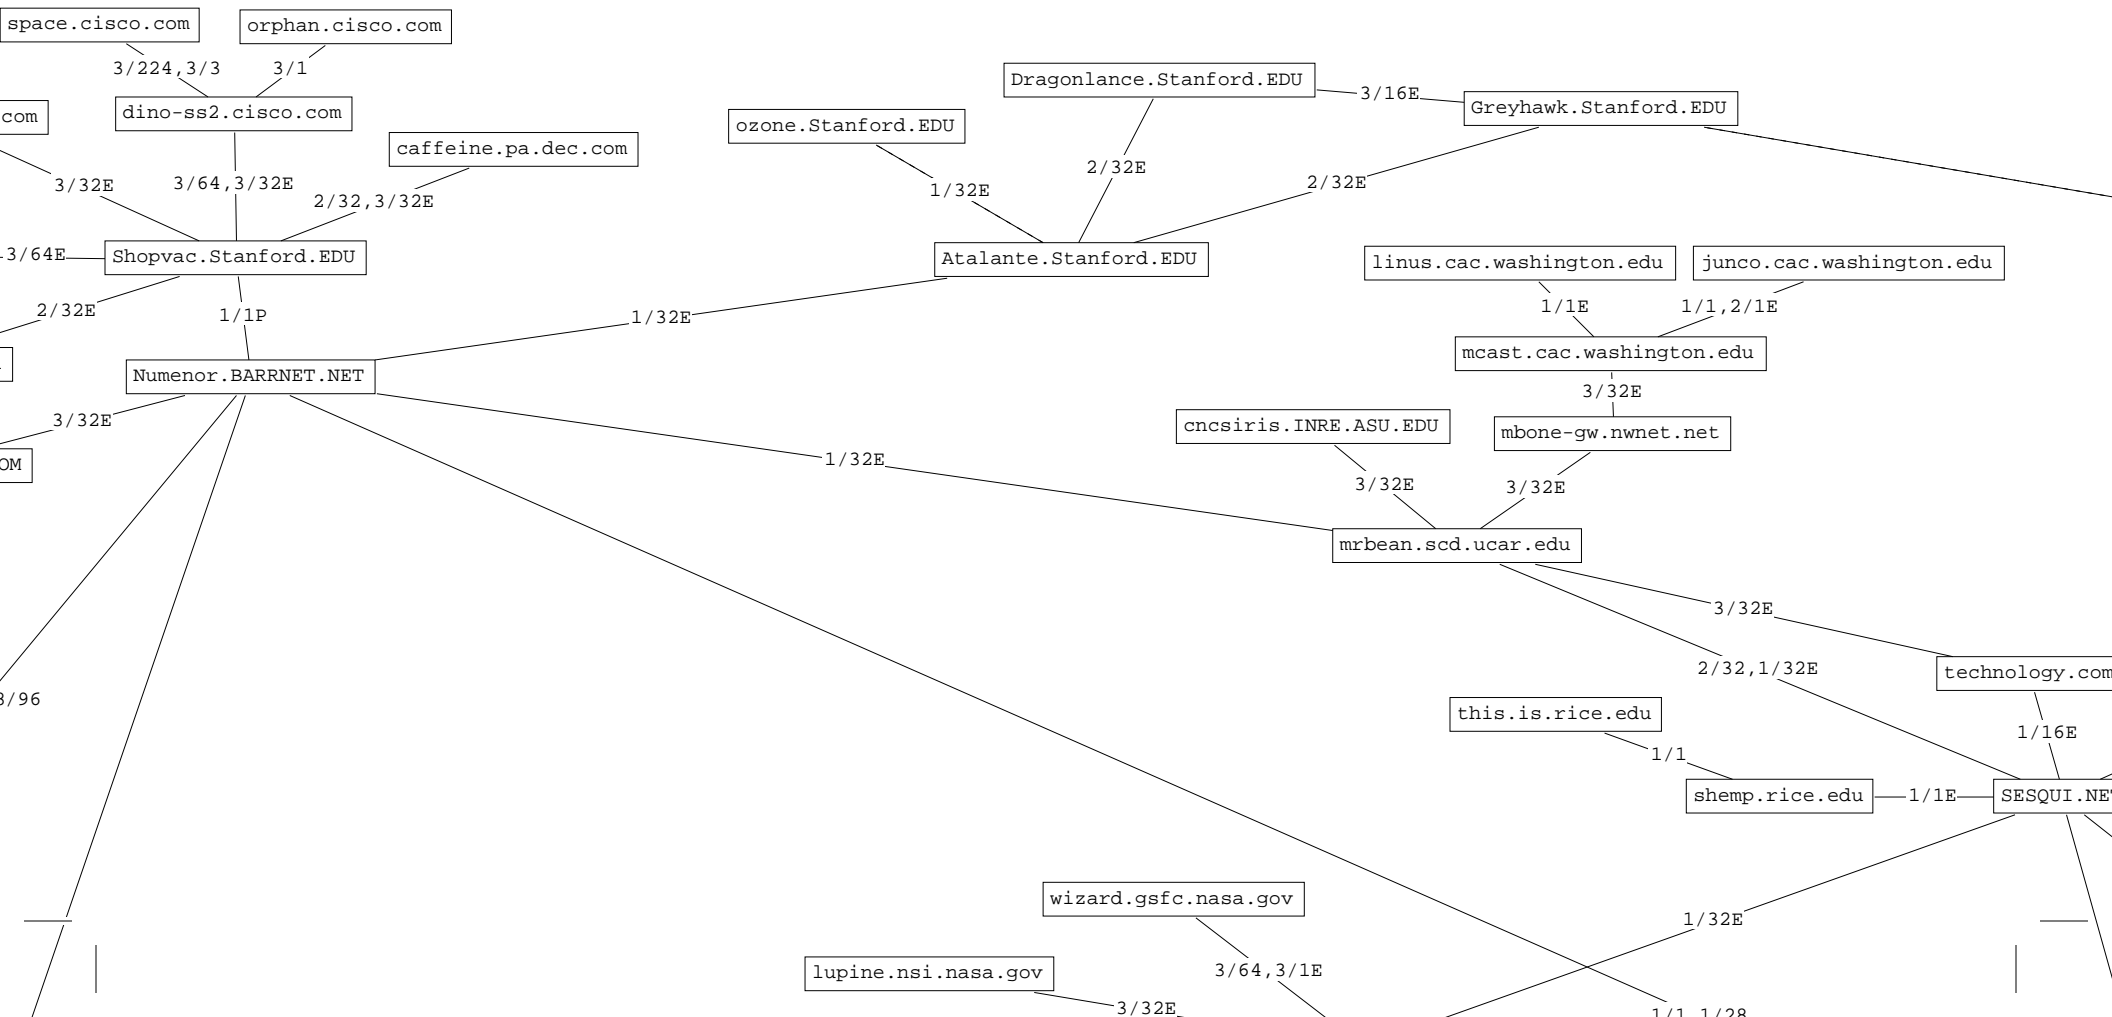 space.cisco.com
orphan.cisco.com
3/224,3/3
3/1
Dragonlance.Stanford.EDU
3/16E
Greyhawk.Stanford.EDU
com
dino-ss2.cisco.com
ozone.Stanford.EDU
caffeine.pa.dec.com
3/32E
3/64,3/32E
2/32,3/32E
1/32E
2/32E
2/32E
3/64E
Shopvac.Stanford.EDU
Atalante.Stanford.EDU
linus.cac.washington.edu
junco.cac.washington.edu
2/32E
1/1P
1/32E
1/1E
1/1,2/1E
mcast.cac.washington.edu
Numenor.BARRNET.NET
3/32E
3/32E
cncsiris.INRE.ASU.EDU
mbone-gw.nwnet.net
OM
1/32E
3/32E
3/32E
mrbean.scd.ucar.edu
3/32E
2/32,1/32E
technology.com
3/96
this.is.rice.edu
1/16E
1/1
shemp.rice.edu
1/1E
SESQUI.NET
wizard.gsfc.nasa.gov
1/32E
lupine.nsi.nasa.gov
3/64,3/1E
3/32E
1/1,1/28